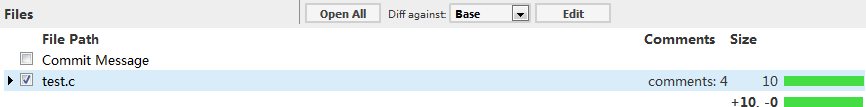 Files Open All Diff against: Base Edit
File Path Comments Size
Commit Message
test.c comments: 4 10
+10, -0